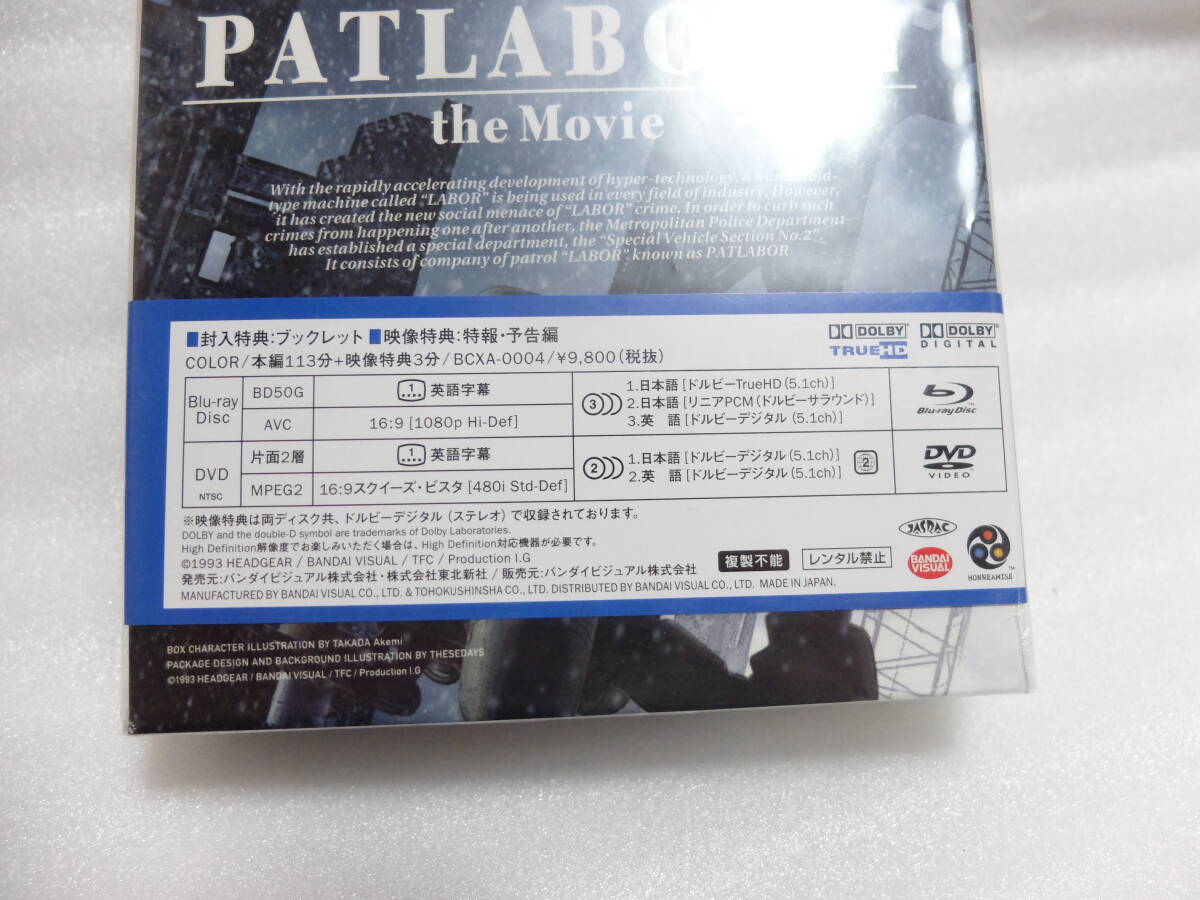 PATLABO
the Movie
With the rapidly accelerating development of hyper-technology, a humanoid-
type machine called “LABOR” is being used in every field of industry. However,
it has created the new social menace of “LABOR” crime. In order to curb such
crimes from happening one after another, the Metropolitan Police Department
has established a special department, the “Special Vehicle Section No.2”.
It consists of company of patrol “LABOR” known as PATLABOR
■封入特典:ブックレット ■映像特典:特報・予告編
COLOR/本編113分+映像特典3分/BCXA-0004/¥9,800(税抜)
DOLBY TRUEHD
DOLBY DIGITAL
Blu-ray Disc
BD50G
1 英語字幕
AVC
16:9 [1080p Hi-Def]
3
1.日本語 [ドルビーTrueHD (5.1ch)]
2.日本語 [リニアPCM(ドルビーサラウンド)]
3.英 語 [ドルビーデジタル (5.1ch)]
Blu-ray Disc™
DVD
NTSC
片面2層
1 英語字幕
MPEG2
16:9スクイーズ・ビスタ [480i Std-Def]
2
1.日本語 [ドルビーデジタル (5.1ch)]
2.英 語 [ドルビーデジタル (5.1ch)]
2
DVD
VIDEO
※映像特典は両ディスク共、ドルビーデジタル (ステレオ) で収録されております。
DOLBY and the double-D symbol are trademarks of Dolby Laboratories.
High Definition解像度でお楽しみいただく場合は、High Definition対応機器が必要です。
©1993 HEADGEAR / BANDAI VISUAL / TFC / Production I.G
発売元:バンダイビジュアル株式会社・株式会社東北新社 / 販売元:バンダイビジュアル株式会社
MANUFACTURED BY BANDAI VISUAL CO., LTD. & TOHOKUSHINSHA CO., LTD. DISTRIBUTED BY BANDAI VISUAL CO., LTD. MADE IN JAPAN.
複製不能
レンタル禁止
JASRAC
BANDAI
VISUAL
HONNEAMISE™
BOX CHARACTER ILLUSTRATION BY TAKADA Akemi
PACKAGE DESIGN AND BACKGROUND ILLUSTRATION BY THESEDAYS
©1993 HEADGEAR / BANDAI VISUAL / TFC / Production I.G